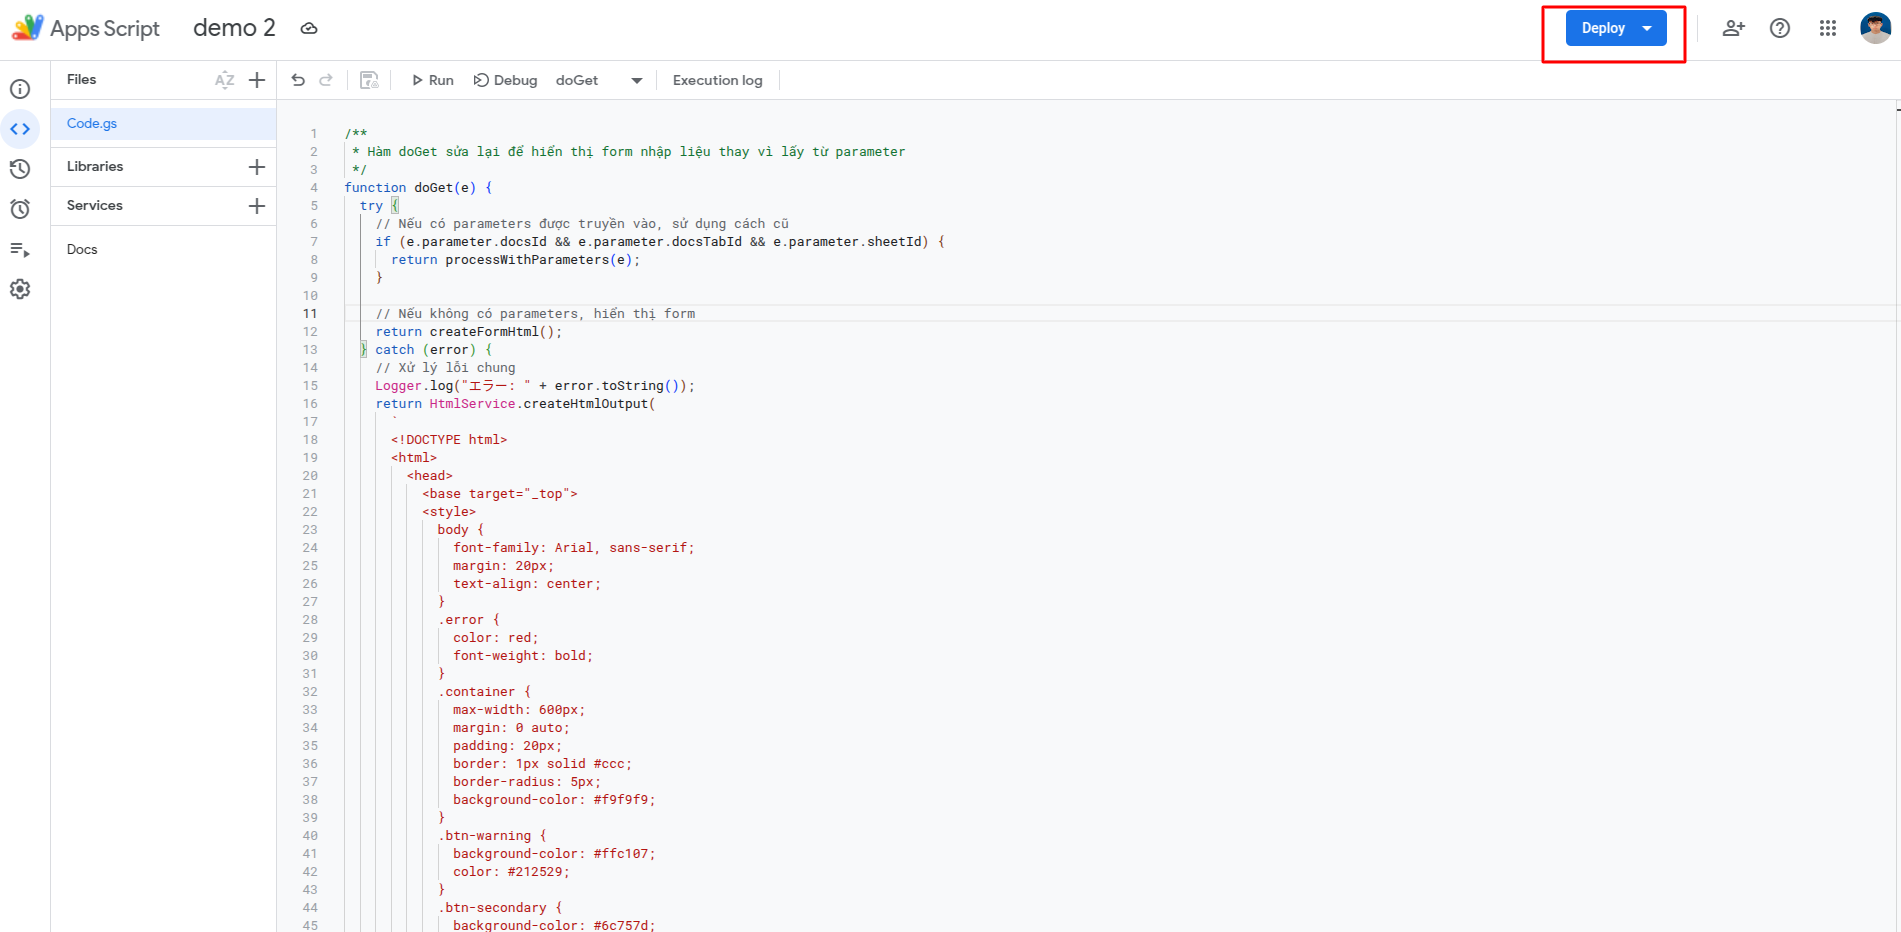 Apps Script demo 2 Deploy
Files AZ
Run Debug doGet Execution log
Code.gs
Libraries
Services
Docs
1 /**
2  * Hàm doGet sửa lại để hiển thị form nhập liệu thay vì lấy từ parameter
3  */
4 function doGet(e) {
5   try {
6     // Nếu có parameters được truyền vào, sử dụng cách cũ
7     if (e.parameter.docsId && e.parameter.docsTabId && e.parameter.sheetId) {
8       return processWithParameters(e);
9     }
10
11     // Nếu không có parameters, hiển thị form
12     return createFormHtml();
13   } catch (error) {
14     // Xử lý lỗi chung
15     Logger.log("エラー: " + error.toString());
16     return HtmlService.createHtmlOutput(
17       `
18       <!DOCTYPE html>
19       <html>
20         <head>
21           <base target="_top">
22           <style>
23             body {
24               font-family: Arial, sans-serif;
25               margin: 20px;
26               text-align: center;
27             }
28             .error {
29               color: red;
30               font-weight: bold;
31             }
32             .container {
33               max-width: 600px;
34               margin: 0 auto;
35               padding: 20px;
36               border: 1px solid #ccc;
37               border-radius: 5px;
38               background-color: #f9f9f9;
39             }
40             .btn-warning {
41               background-color: #ffc107;
42               color: #212529;
43             }
44             .btn-secondary {
45               background-color: #6c757d;